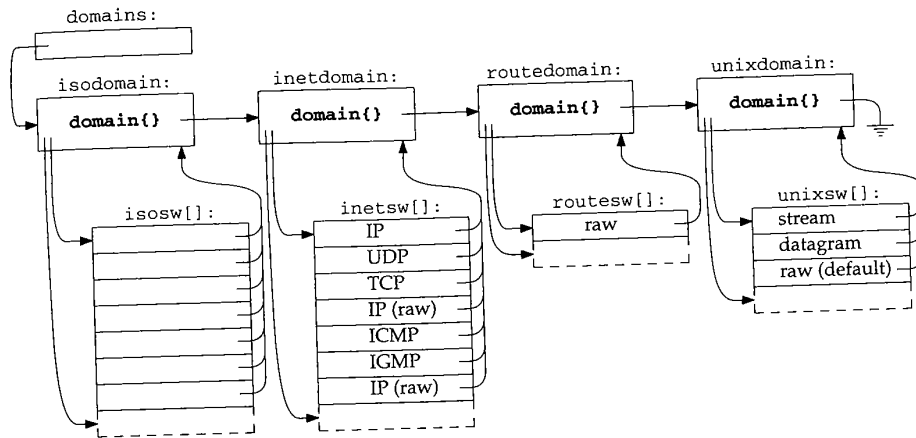 domains:
isodomain:
inetdomain:
routedomain:
unixdomain:
domain{}
domain{}
domain{}
domain{}
isosw[]:
inetsw[]:
IP
UDP
TCP
IP (raw)
ICMP
IGMP
IP (raw)
routesw[]:
raw
unixsw[]:
stream
datagram
raw (default)